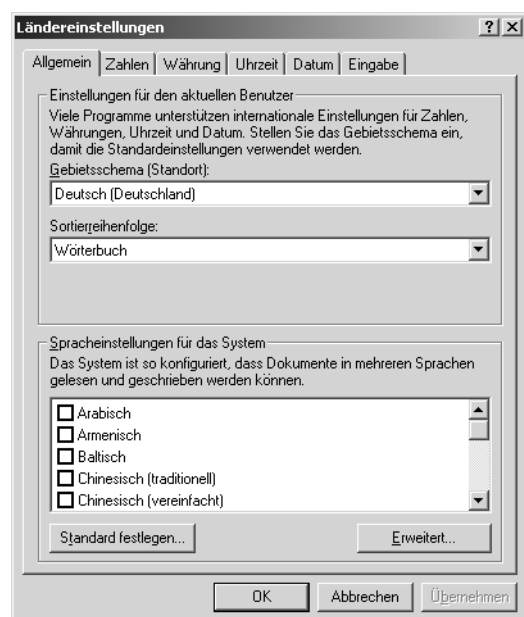 Ländereinstellungen
Allgemein Zahlen Währung Uhrzeit Datum Eingabe
Einstellungen für den aktuellen Benutzer
Viele Programme unterstützen internationale Einstellungen für Zahlen,
Währungen, Uhrzeit und Datum. Stellen Sie das Gebietsschema ein,
damit die Standardeinstellungen verwendet werden.
Gebietsschema (Standort):
Deutsch (Deutschland)
Sortierreihenfolge:
Wörterbuch
Spracheinstellungen für das System
Das System ist so konfiguriert, dass Dokumente in mehreren Sprachen
gelesen und geschrieben werden können.
Arabisch
Armenisch
Baltisch
Chinesisch (traditionell)
Chinesisch (vereinfacht)
Standard festlegen... Erweitert...
OK Abbrechen Übernehmen